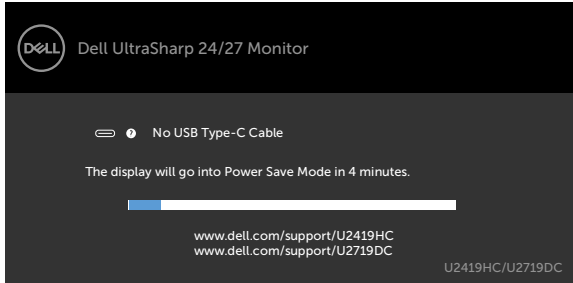 DELL Dell UltraSharp 24/27 Monitor
? No USB Type-C Cable
The display will go into Power Save Mode in 4 minutes.
www.dell.com/support/U2419HC
www.dell.com/support/U2719DC
U2419HC/U2719DC